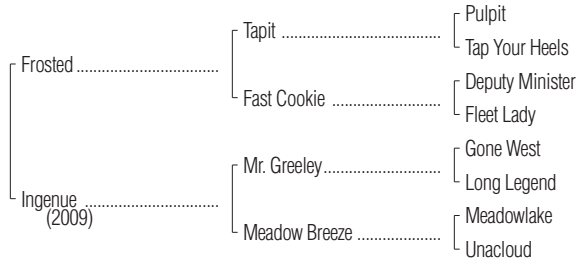 Pulpit
Tapit
Tap Your Heels
Frosted
Deputy Minister
Fast Cookie
Fleet Lady
Gone West
Mr. Greeley
Long Legend
Ingenue
(2009)
Meadowlake
Meadow Breeze
Unacloud